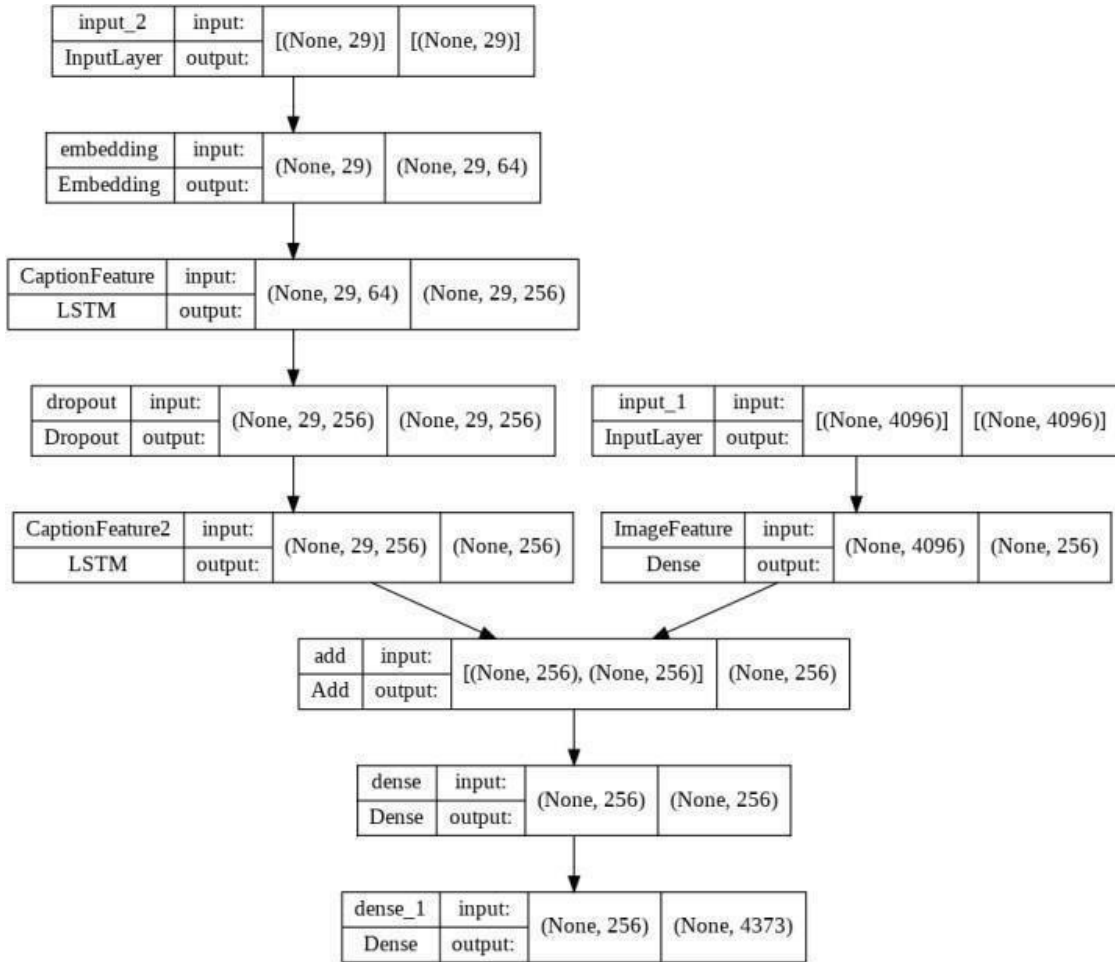 input_2 input: [(None, 29)] [(None, 29)]
InputLayer output:
embedding input: (None, 29) (None, 29, 64)
Embedding output:
CaptionFeature input: (None, 29, 64) (None, 29, 256)
LSTM output:
dropout input: (None, 29, 256) (None, 29, 256)
Dropout output:
input_1 input: [(None, 4096)] [(None, 4096)]
InputLayer output:
CaptionFeature2 input: (None, 29, 256) (None, 256)
LSTM output:
ImageFeature input: (None, 4096) (None, 256)
Dense output:
add input: [(None, 256), (None, 256)] (None, 256)
Add output:
dense input: (None, 256) (None, 256)
Dense output:
dense_1 input: (None, 256) (None, 4373)
Dense output: